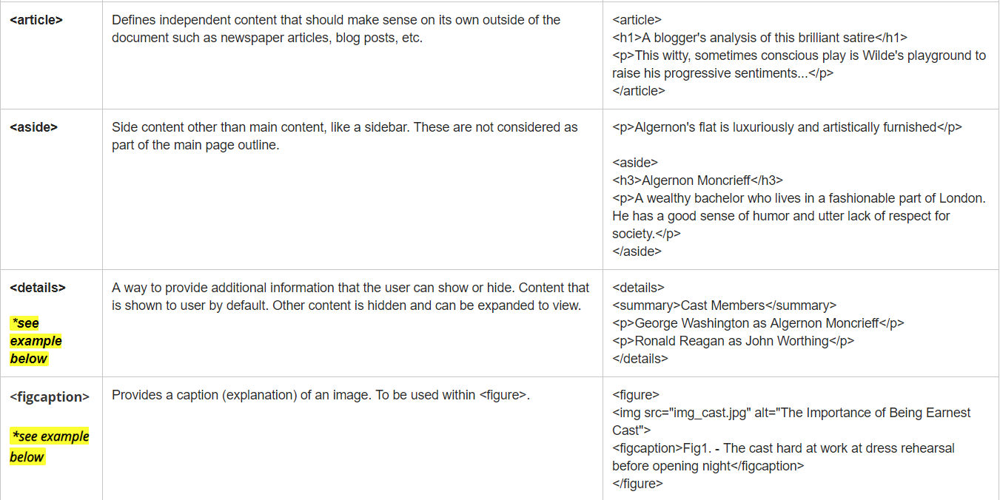 <article>
Defines independent content that should make sense on its own outside of the
document such as newspaper articles, blog posts, etc.
<article>
<h1>A blogger's analysis of this brilliant satire</h1>
<p>This witty, sometimes conscious play is Wilde's playground to
raise his progressive sentiments...</p>
</article>
<aside>
Side content other than main content, like a sidebar. These are not considered as
part of the main page outline.
<p>Algernon's flat is luxuriously and artistically furnished</p>
<aside>
<h3>Algernon Moncrieff</h3>
<p>A wealthy bachelor who lives in a fashionable part of London.
He has a good sense of humor and utter lack of respect for
society.</p>
</aside>
<details>
*see
example
below
A way to provide additional information that the user can show or hide. Content that
is shown to user by default. Other content is hidden and can be expanded to view.
<details>
<summary>Cast Members</summary>
<p>George Washington as Algernon Moncrieff</p>
<p>Ronald Reagan as John Worthing</p>
</details>
<figcaption>
*see example
below
Provides a caption (explanation) of an image. To be used within <figure>.
<figure>
<img src="img_cast.jpg" alt="The Importance of Being Earnest
Cast">
<figcaption>Fig1. - The cast hard at work at dress rehearsal
before opening night</figcaption>
</figure>